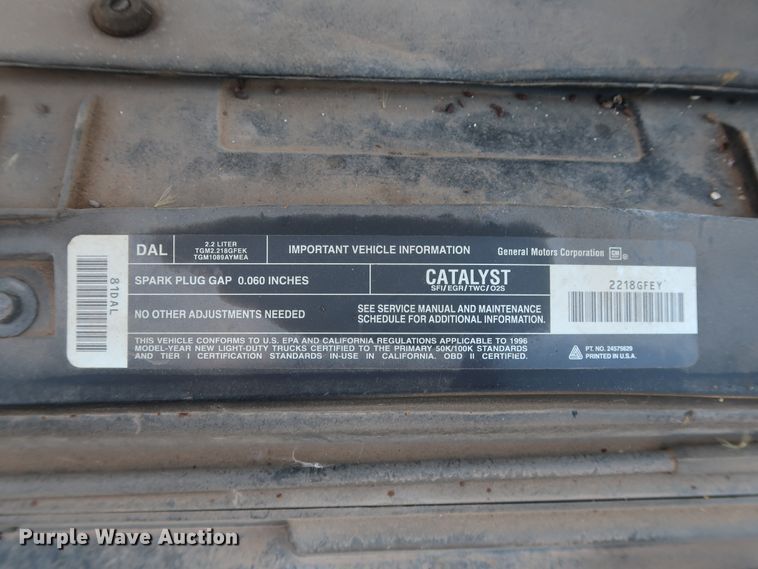 DAL
2.2 LITER
TGM2.218GFEK
TGM1089AYMEA
IMPORTANT VEHICLE INFORMATION
General Motors Corporation GM ®
81DAL
SPARK PLUG GAP 0.060 INCHES
CATALYST
SFI/EGR/TWC/O2S
2218GFEY
NO OTHER ADJUSTMENTS NEEDED
SEE SERVICE MANUAL AND MAINTENANCE
SCHEDULE FOR ADDITIONAL INFORMATION.
THIS VEHICLE CONFORMS TO U.S. EPA AND CALIFORNIA REGULATIONS APPLICABLE TO 1996
MODEL-YEAR NEW LIGHT-DUTY TRUCKS CERTIFIED TO THE PRIMARY 50K/100K STANDARDS
AND TIER I CERTIFICATION STANDARDS IN-USE IN CALIFORNIA. OBD II CERTIFIED.
PT. NO. 24575629
PRINTED IN U.S.A.
Purple Wave Auction